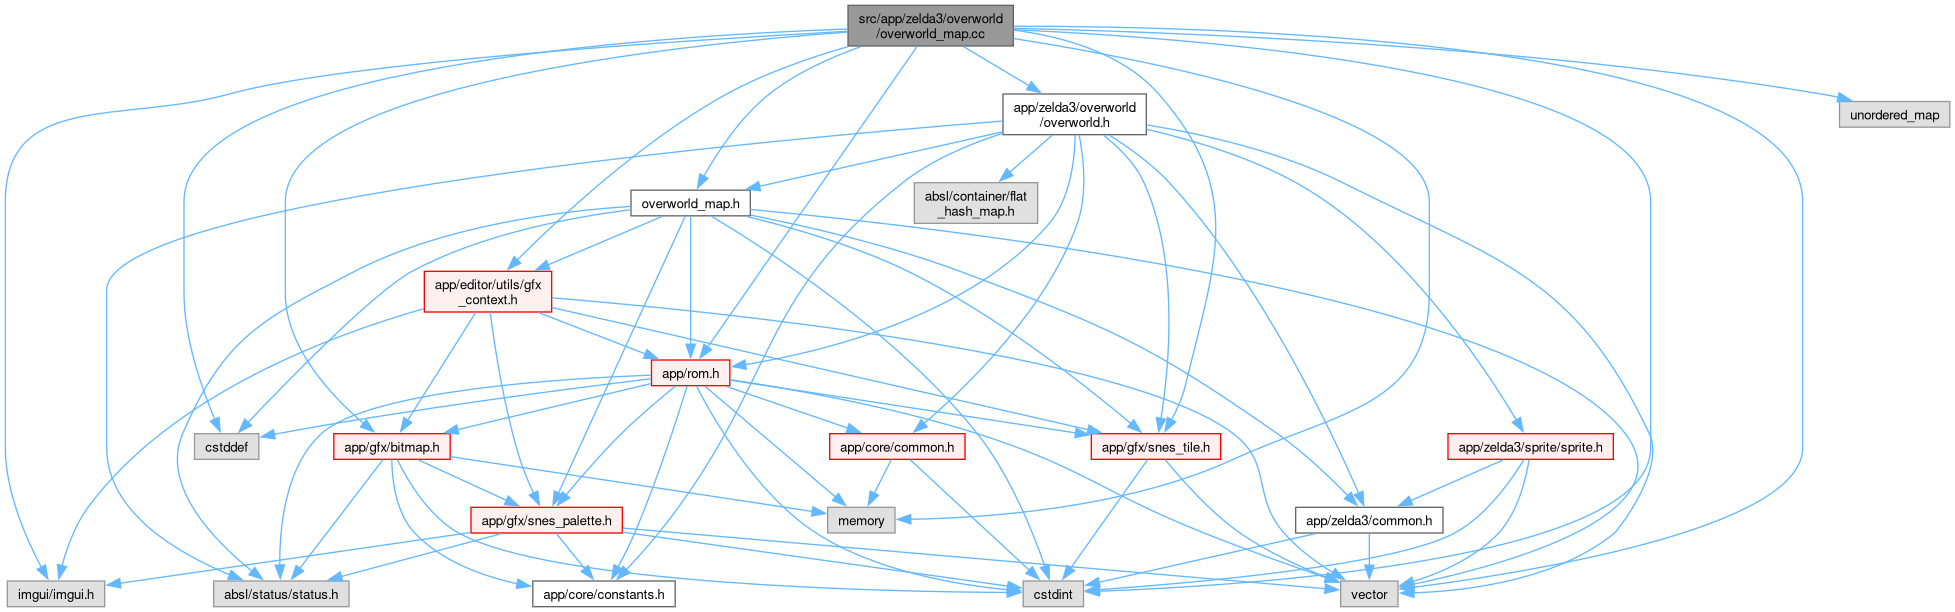 src/app/zelda3/overworld
/overworld_map.cc
app/zelda3/overworld
/overworld.h
unordered_map
absl/container/flat
_hash_map.h
overworld_map.h
app/editor/utils/gfx
_context.h
app/rom.h
cstddef
app/gfx/bitmap.h
app/core/common.h
app/gfx/snes_tile.h
app/zelda3/sprite/sprite.h
app/gfx/snes_palette.h
memory
app/zelda3/common.h
imgui/imgui.h
absl/status/status.h
app/core/constants.h
cstdint
vector